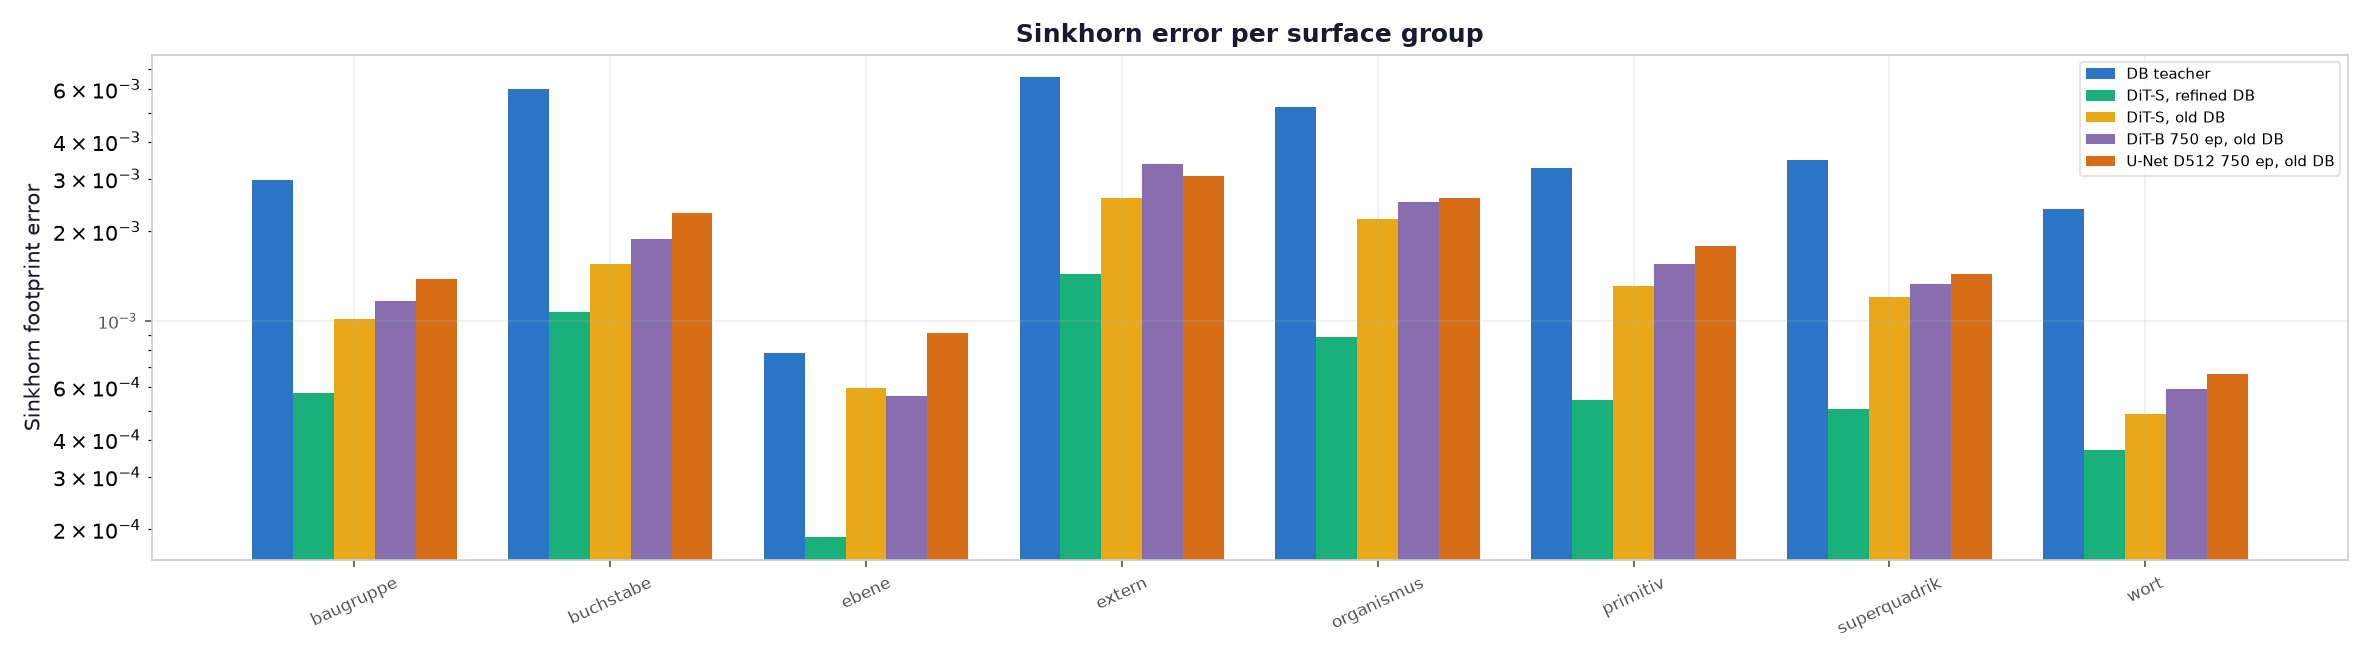 Sinkhorn error per surface group
Sinkhorn footprint error
6 × 10⁻³
4 × 10⁻³
3 × 10⁻³
2 × 10⁻³
10⁻³
6 × 10⁻⁴
4 × 10⁻⁴
3 × 10⁻⁴
2 × 10⁻⁴
DB teacher
DiT-S, refined DB
DiT-S, old DB
DiT-B 750 ep, old DB
U-Net D512 750 ep, old DB
baugruppe
buchstabe
ebene
extern
organismus
primitiv
superquadrik
wort